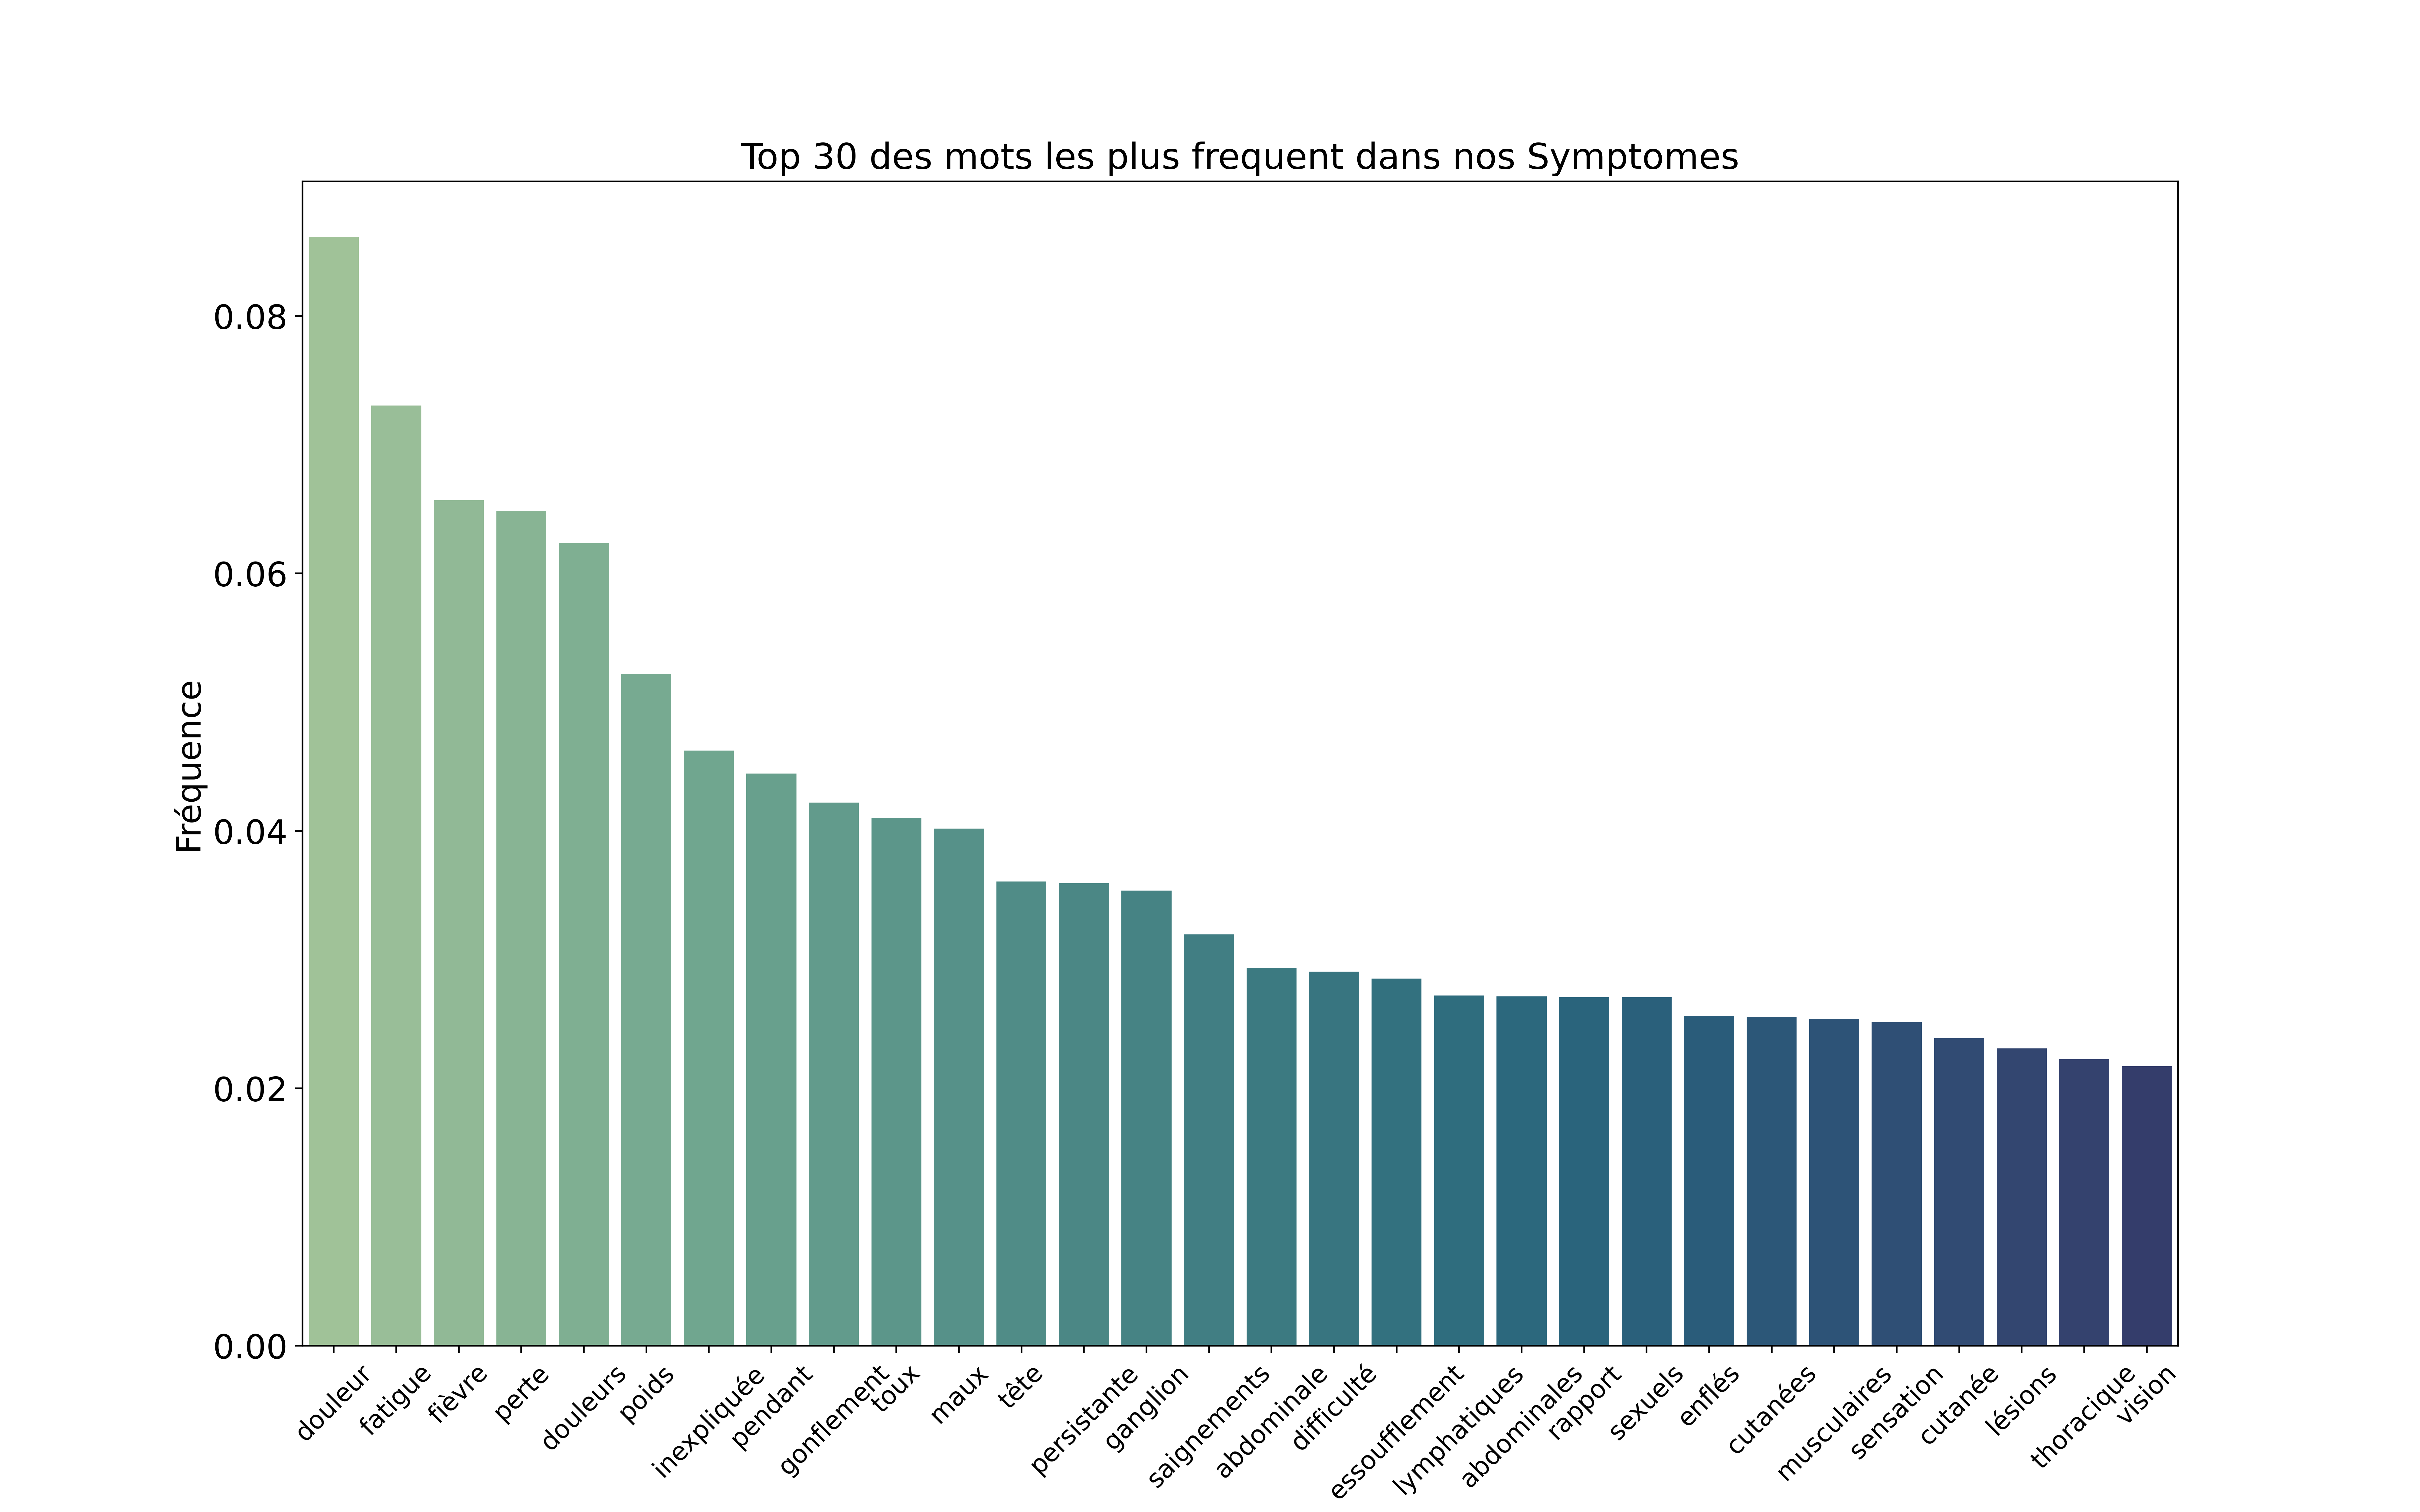 Top 30 des mots les plus frequent dans nos Symptomes
Fréquence
0.08
0.06
0.04
0.02
0.00
douleur
fatigue
fièvre
perte
douleurs
poids
inexpliquée
pendant
gonflement
toux
maux
tête
persistante
ganglion
saignements
abdominale
difficulté
essoufflement
lymphatiques
abdominales
rapport
sexuels
enflés
cutanées
musculaires
sensation
cutanée
lésions
thoracique
vision